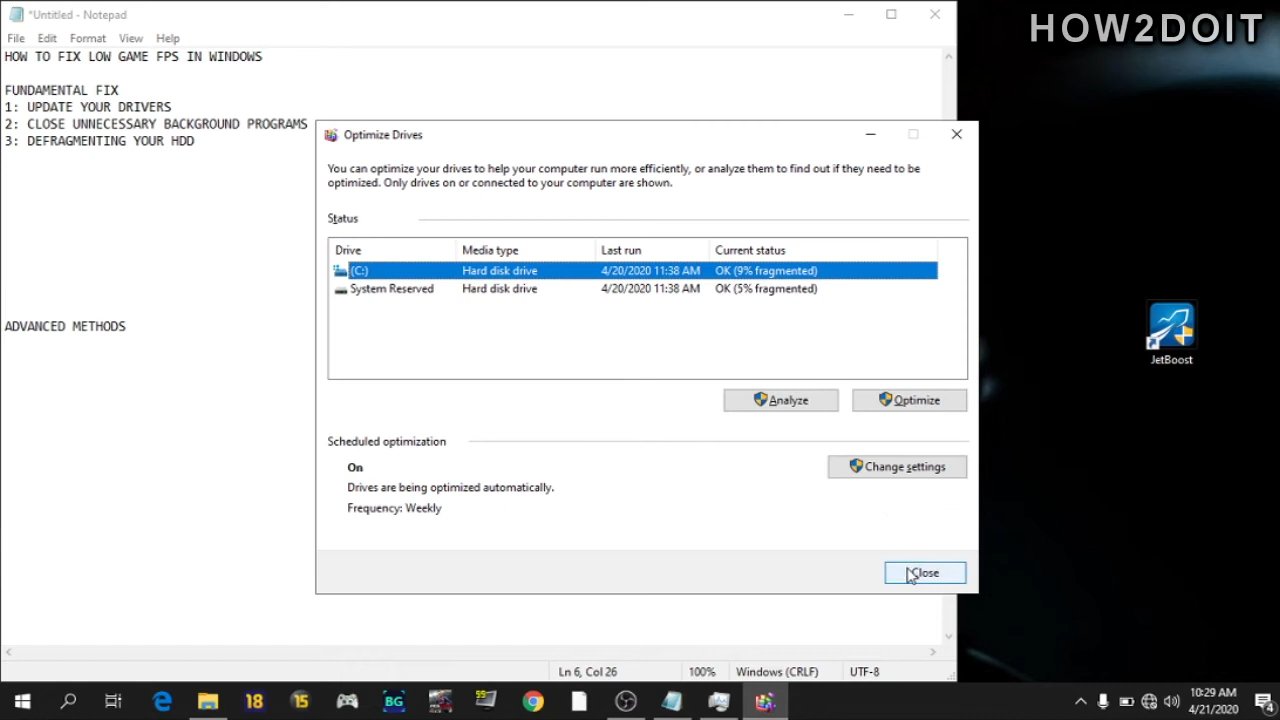 *Untitled - Notepad
HOW2DOIT
File Edit Format View Help
HOW TO FIX LOW GAME FPS IN WINDOWS
FUNDAMENTAL FIX
1: UPDATE YOUR DRIVERS
2: CLOSE UNNECESSARY BACKGROUND PROGRAMS
3: DEFRAGMENTING YOUR HDD
ADVANCED METHODS
Optimize Drives
You can optimize your drives to help your computer run more efficiently, or analyze them to find out if they need to be
optimized. Only drives on or connected to your computer are shown.
Status
Drive Media type Last run Current status
(C:) Hard disk drive 4/20/2020 11:38 AM OK (9% fragmented)
System Reserved Hard disk drive 4/20/2020 11:38 AM OK (5% fragmented)
Analyze Optimize
Scheduled optimization
On
Drives are being optimized automatically.
Frequency: Weekly
Change settings
Close
JetBoost
Ln 6, Col 26 100% Windows (CRLF) UTF-8
18 15 BG 99
10:29 AM
4/21/2020
4